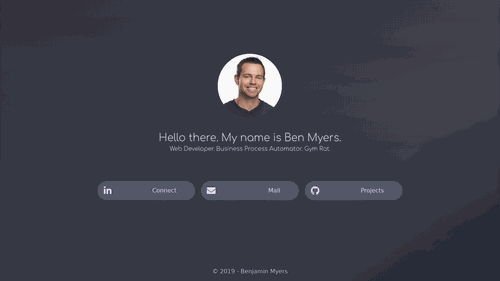 Hello there. My name is Ben Myers.
Web Developer. Business Process Automator. Gym Rat.
in Connect
Mail
Projects
© 2019 - Benjamin Myers